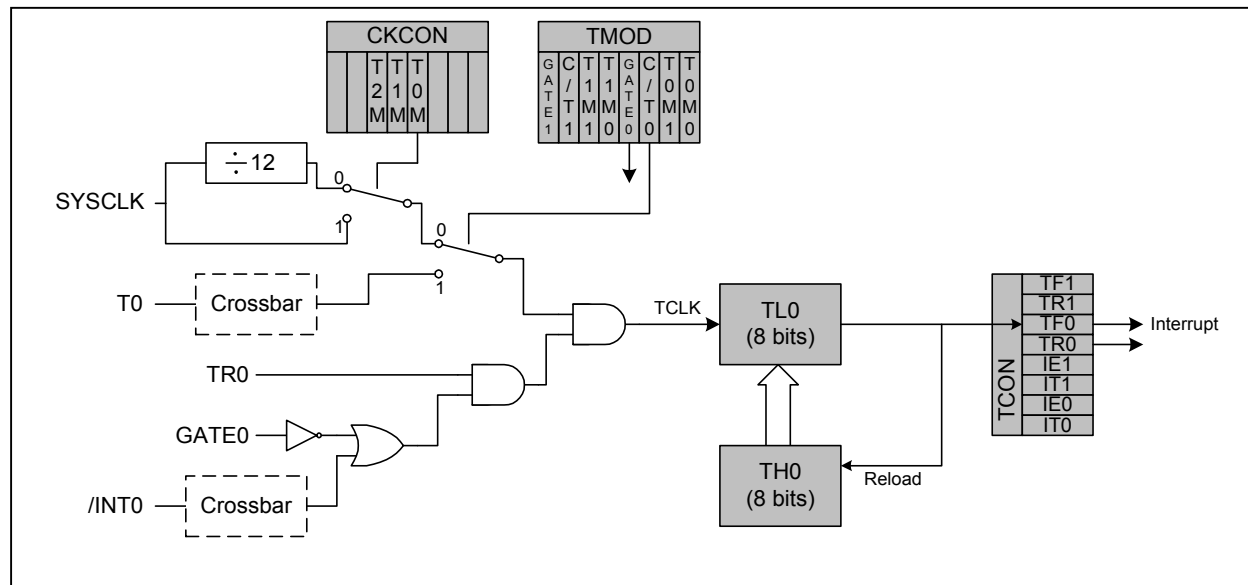 CKCON
T2M
T1M
T0M
TMOD
GATE1
C/T1
T1M1
T1M0
GATE0
C/T0
T0M1
T0M0
÷12
0
SYSCLK
1
0
T0
Crossbar
1
TCLK
TL0
(8 bits)
TCON
TF1
TR1
TF0
TR0
IE1
IT1
IE0
IT0
Interrupt
TR0
GATE0
/INT0
Crossbar
TH0
(8 bits)
Reload